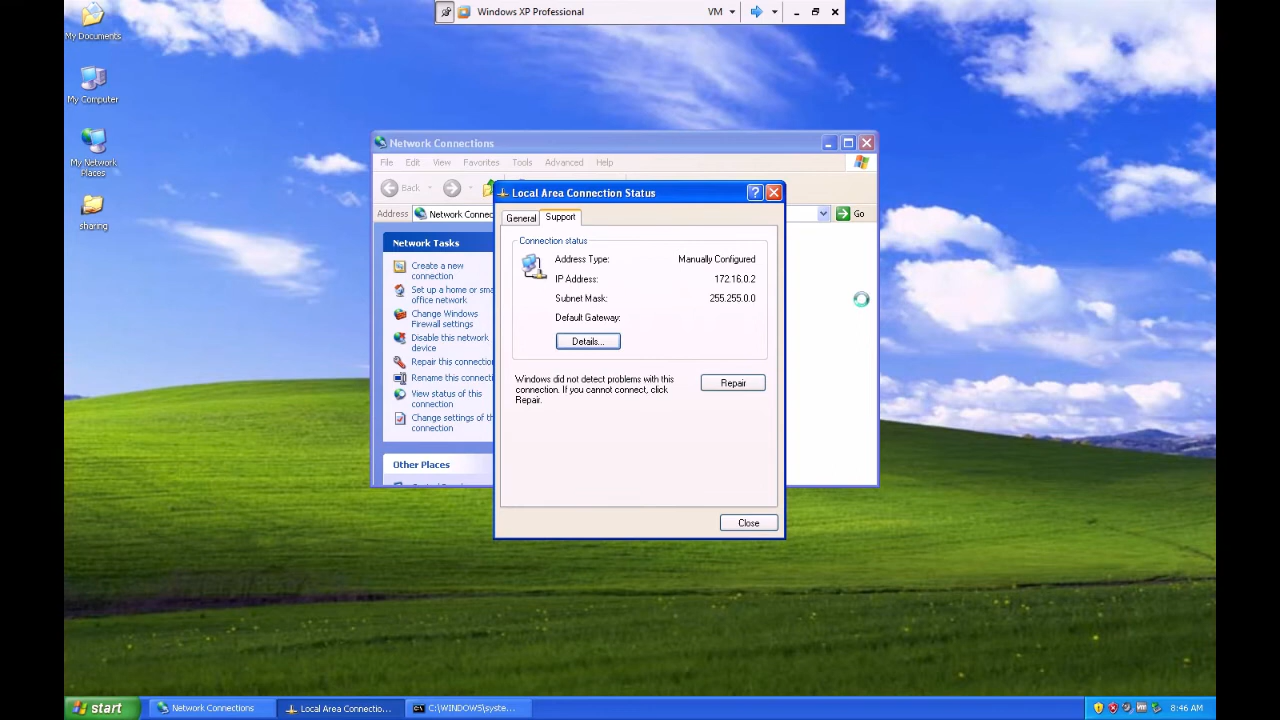 Windows XP Professional
VM
My Documents
My Computer
My Network
Places
sharing
Network Connections
File Edit View Favorites Tools Advanced Help
Back
Address Network Connec
Go
Network Tasks
Create a new
connection
Set up a home or sma
office network
Change Windows
Firewall settings
Disable this network
device
Repair this connectio
Rename this connecti
View status of this
connection
Change settings of th
connection
Other Places
Local Area Connection Status
General Support
Connection status
Address Type: Manually Configured
IP Address: 172.16.0.2
Subnet Mask: 255.255.0.0
Default Gateway:
Details...
Windows did not detect problems with this
connection. If you cannot connect, click
Repair.
Repair
Close
start
Network Connections
Local Area Connectio...
C:\WINDOWS\syste...
8:46 AM